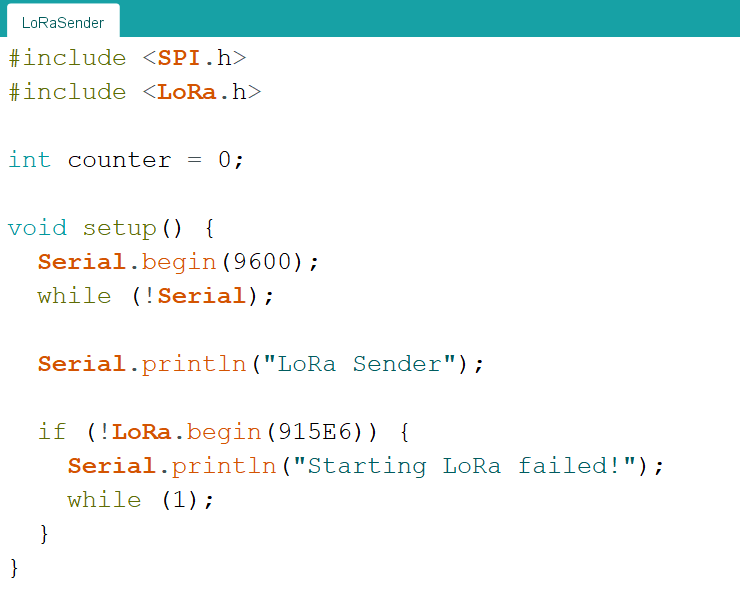 LoRaSender
#include <SPI.h>
#include <LoRa.h>
int counter = 0;
void setup() {
  Serial.begin(9600);
  while (!Serial);
  Serial.println("LoRa Sender");
  if (!LoRa.begin(915E6)) {
    Serial.println("Starting LoRa failed!");
    while (1);
  }
}